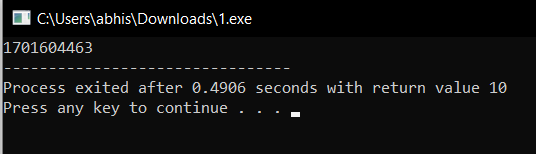 C:\Users\abhis\Downloads\1.exe
1701604463
--------------------------------
Process exited after 0.4906 seconds with return value 10
Press any key to continue . . .